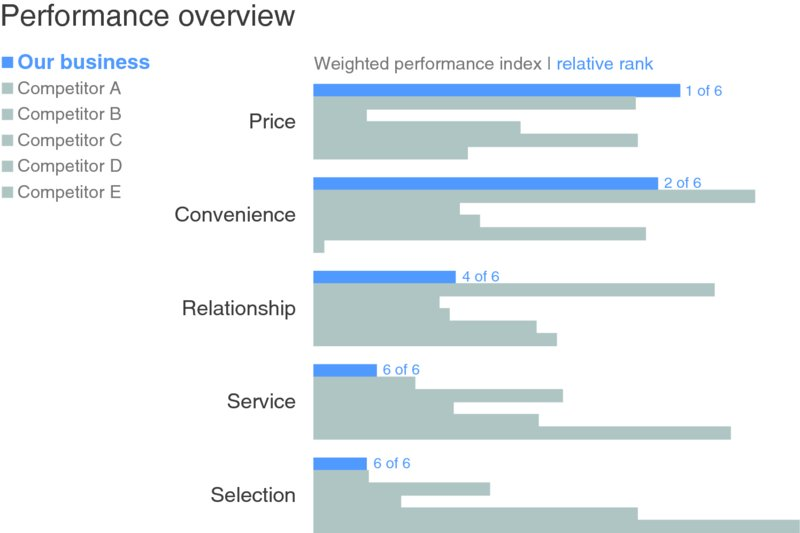 Performance overview
Our business
Competitor A
Competitor B
Competitor C
Competitor D
Competitor E
Weighted performance index | relative rank
Price
1 of 6
Convenience
2 of 6
Relationship
4 of 6
Service
6 of 6
Selection
6 of 6